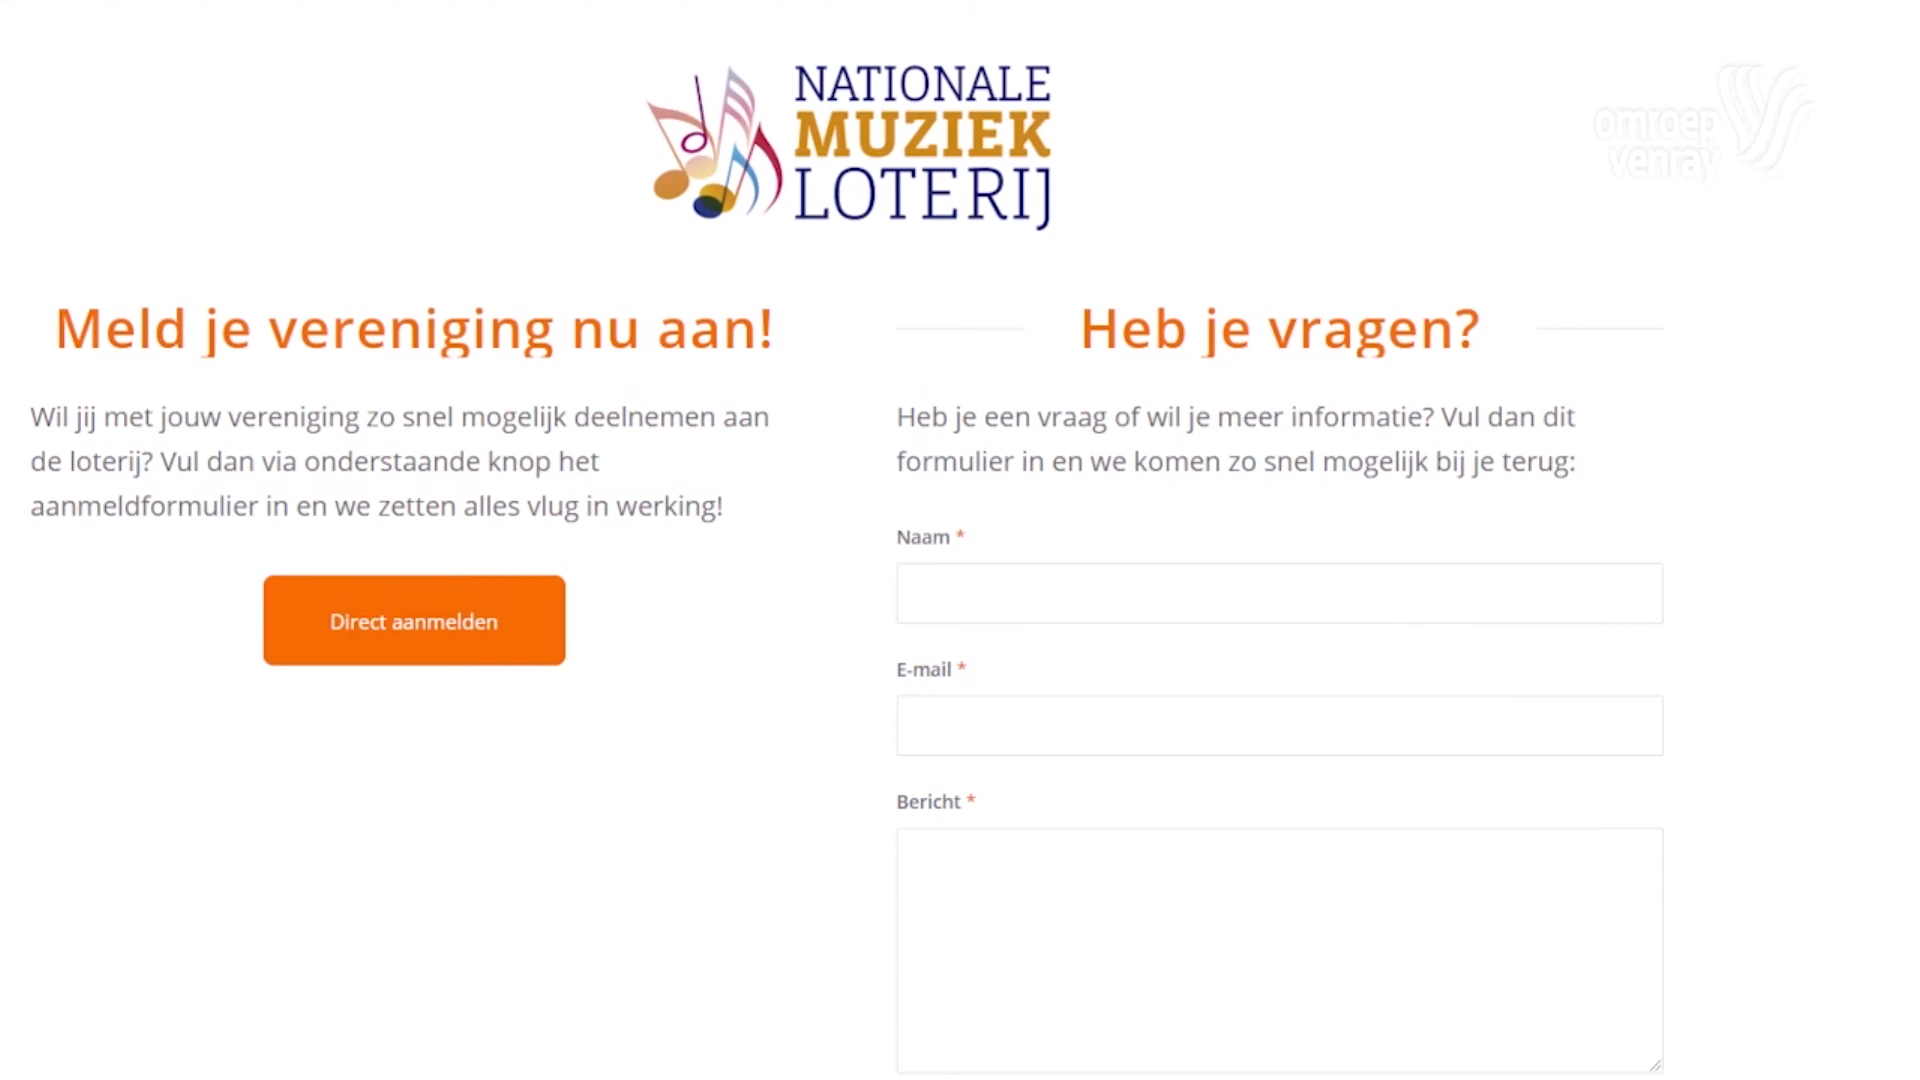 NATIONALE
MUZIEK
LOTERIJ
omroep
venray
Meld je vereniging nu aan!
Wil jij met jouw vereniging zo snel mogelijk deelnemen aan
de loterij? Vul dan via onderstaande knop het
aanmeldformulier in en we zetten alles vlug in werking!
Direct aanmelden
Heb je vragen?
Heb je een vraag of wil je meer informatie? Vul dan dit
formulier in en we komen zo snel mogelijk bij je terug:
Naam *
E-mail *
Bericht *